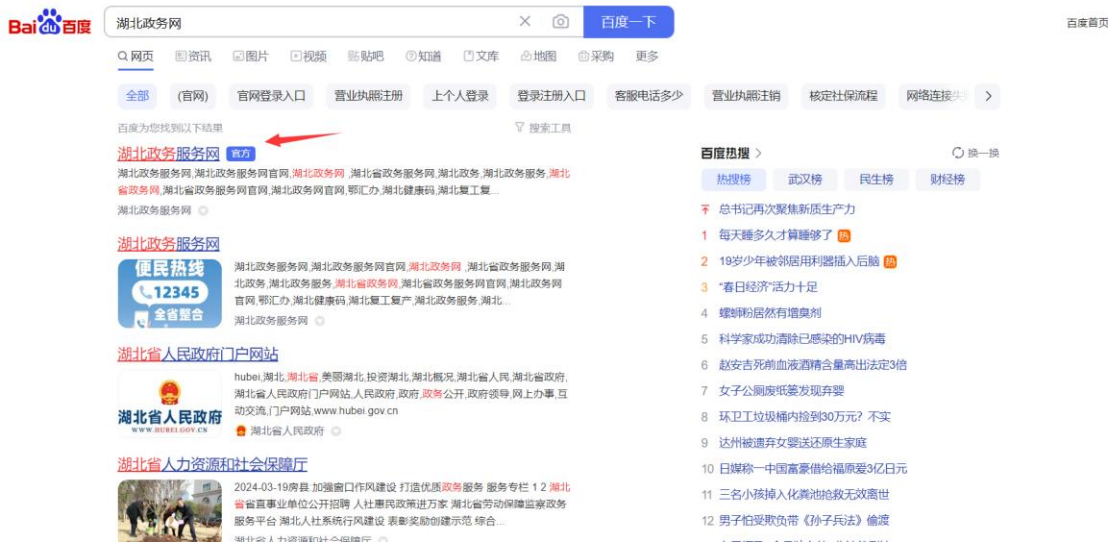 Bai百度 湖北政务网 百度一下 百度首页
网页 资讯 图片 视频 贴吧 知道 文库 地图 采购 更多
全部 (官网) 官网登录入口 营业执照注册 上个人登录 登录注册入口 客服电话多少 营业执照注销 核定社保流程 网络连接
百度为您找到以下结果 搜索工具
湖北政务服务网 官方
湖北政务服务网,湖北政务服务网官网,湖北政务网 ,湖北省政务服务网,湖北政务,湖北政务服务,湖北
省政务网,湖北省政务服务网官网,湖北政务网官网,鄂汇办,湖北健康码,湖北复工复...
湖北政务服务网
湖北政务服务网
便民热线
12345
全省整合
湖北政务服务网,湖北政务服务网官网,湖北政务网 ,湖北省政务服务网,湖
北政务,湖北政务服务,湖北省政务网,湖北省政务服务网官网,湖北政务网
官网,鄂汇办,湖北健康码,湖北复工复产,湖北政务服务,湖北...
湖北政务服务网
湖北省人民政府门户网站
湖北省人民政府
WWW.HUBEI.GOV.CN
hubei,湖北,湖北省,美丽湖北,投资湖北,湖北概况,湖北省人民,湖北省政府,
湖北省人民政府门户网站,人民政府,政府,政务公开,政府领导,网上办事,互
动交流,门户网站,www.hubei.gov.cn
湖北省人民政府
湖北省人力资源和社会保障厅
2024-03-19房县 加强窗口作风建设 打造优质政务服务 服务专栏 1 2 湖北
省省直事业单位公开招聘 人社惠民政策进万家 湖北省劳动保障监察政务
服务平台 湖北人社系统行风建设 表彰奖励创建示范 综合...
湖北省人力资源和社会保障厅
百度热搜 换一换
热搜榜 武汉榜 民生榜 财经榜
总书记再次聚焦新质生产力
1 每天睡多久才算睡够了 热
2 19岁少年被邻居用利器插入后脑 热
3 “春日经济”活力十足
4 螺蛳粉居然有增臭剂
5 科学家成功清除已感染的HIV病毒
6 赵安吉死前血液酒精含量高出法定3倍
7 女子公厕废纸篓发现弃婴
8 环卫工垃圾桶内捡到30万元？不实
9 达州被遗弃女婴送还原生家庭
10 日媒称一中国富豪借给福原爱3亿日元
11 三名小孩掉入化粪池抢救无效离世
12 男子怕受欺负带《孙子兵法》偷渡